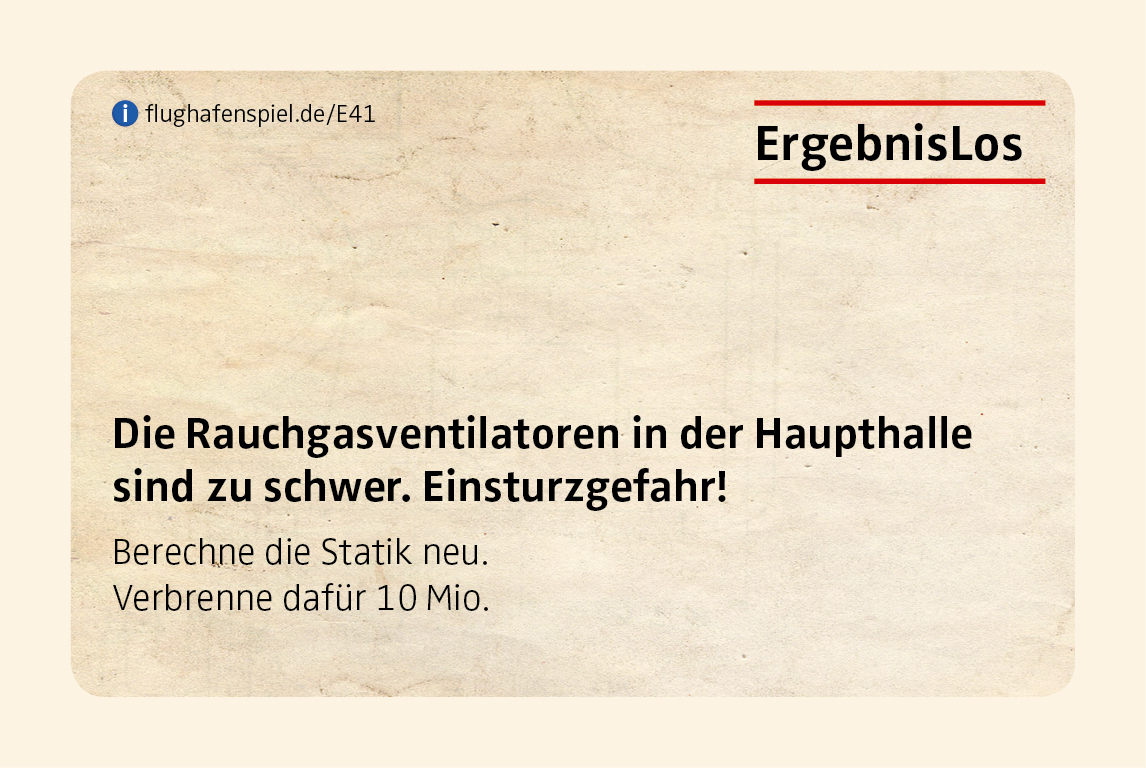 i flughafenspiel.de/E41
ErgebnisLos
Die Rauchgasventilatoren in der Haupthalle
sind zu schwer. Einsturzgefahr!
Berechne die Statik neu.
Verbrenne dafür 10 Mio.